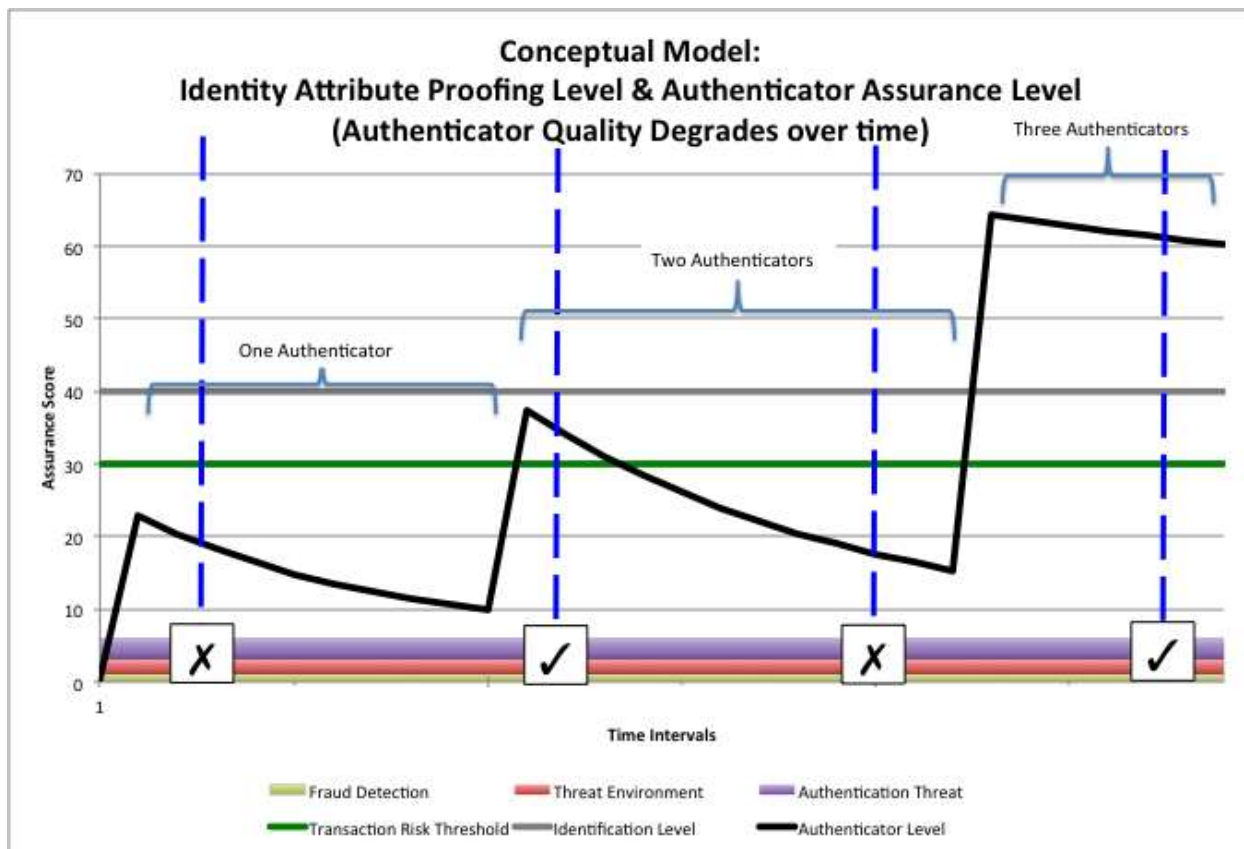 Conceptual Model:
Identity Attribute Proofing Level & Authenticator Assurance Level
(Authenticator Quality Degrades over time)
Three Authenticators
70
60
Two Authenticators
50
One Authenticator
40
Assurance Score
30
20
10
✗ ✓ ✗ ✓
0
1
Time Intervals
Fraud Detection Threat Environment Authentication Threat
Transaction Risk Threshold Identification Level Authenticator Level